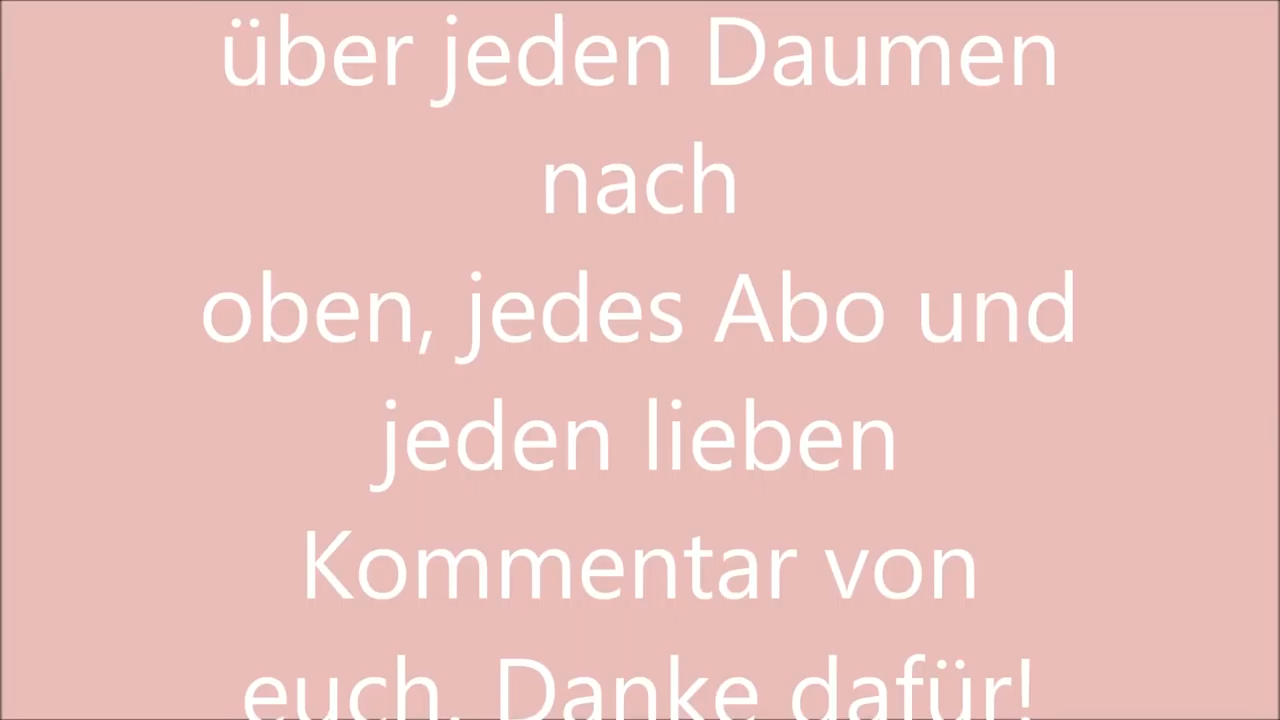 über jeden Daumen
nach
oben, jedes Abo und
jeden lieben
Kommentar von
euch. Danke dafür!